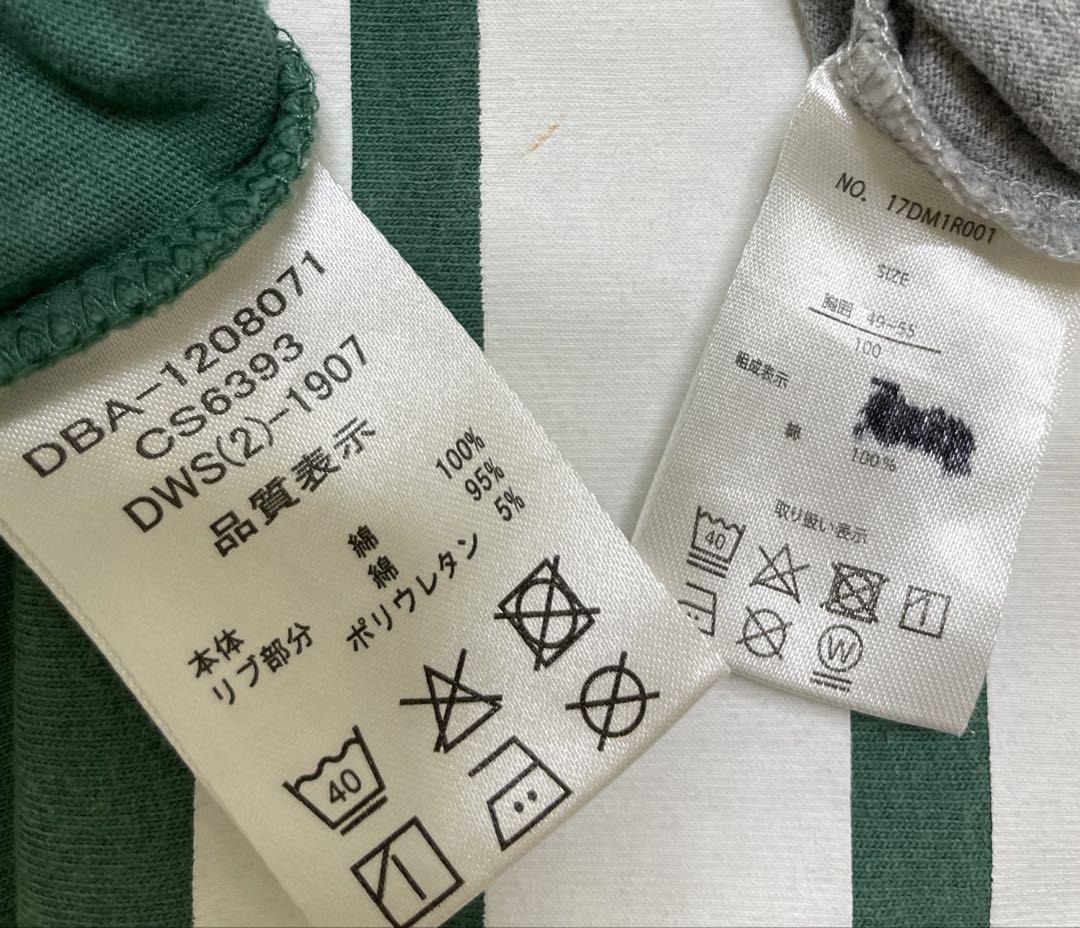 DBA-1208071
CS6393
DWS(2)-1907
品質表示
本体 綿 100%
リブ部分 綿 95%
ポリウレタン 5%
40
NO. 17DM1R001
SIZE
胸囲 49-55
100
組成表示
綿 100%
取り扱い表示
40
W